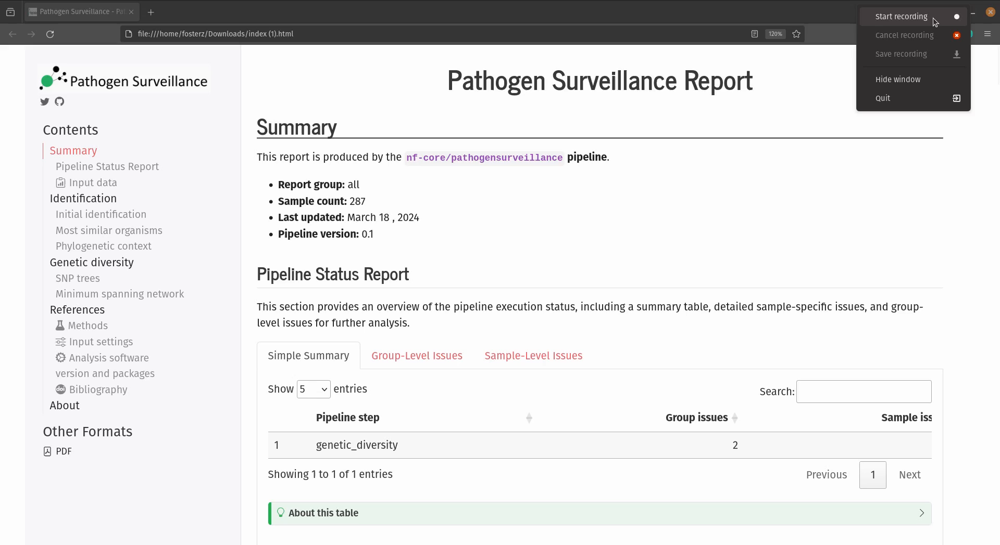 Pathogen Surveillance - Pa
Start recording
Cancel recording
Save recording
Hide window
Quit
file:///home/fosterz/Downloads/index (1).html
120%
Pathogen Surveillance
Contents
Summary
Pipeline Status Report
Input data
Identification
Initial identification
Most similar organisms
Phylogenetic context
Genetic diversity
SNP trees
Minimum spanning network
References
Methods
Input settings
Analysis software
version and packages
doi Bibliography
About
Other Formats
PDF
Pathogen Surveillance Report
Summary
This report is produced by the nf-core/pathogensurveillance pipeline.
• Report group: all
• Sample count: 287
• Last updated: March 18 , 2024
• Pipeline version: 0.1
Pipeline Status Report
This section provides an overview of the pipeline execution status, including a summary table, detailed sample-specific issues, and group-
level issues for further analysis.
Simple Summary Group-Level Issues Sample-Level Issues
Show 5 entries Search:
Pipeline step Group issues Sample iss
1 genetic_diversity 2
Showing 1 to 1 of 1 entries Previous 1 Next
About this table